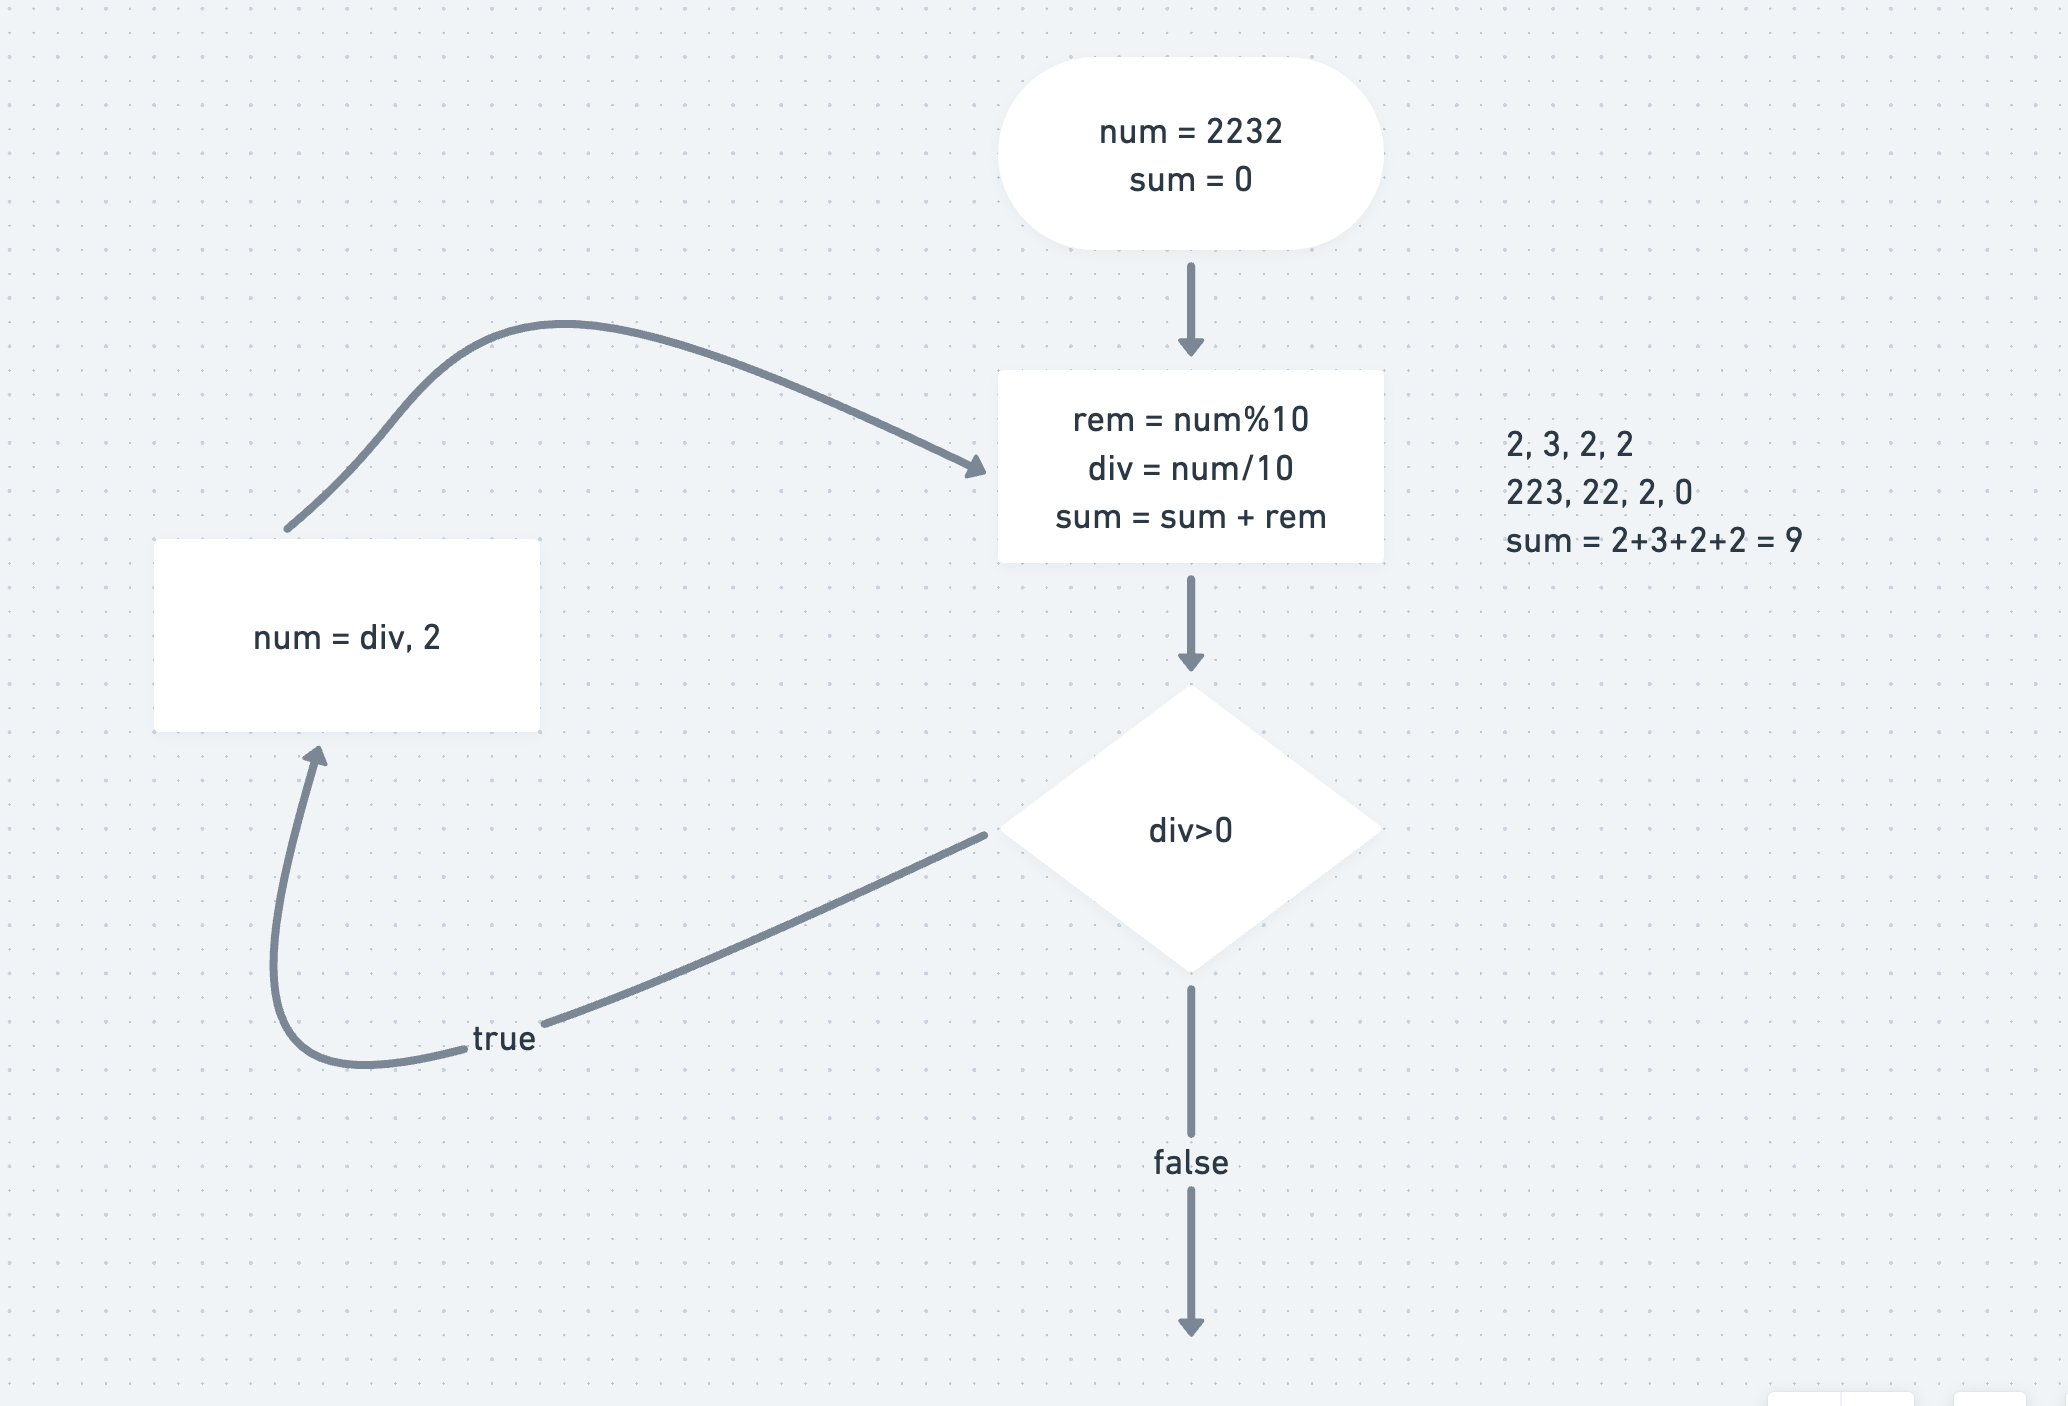 num = 2232
sum = 0
rem = num%10
div = num/10
sum = sum + rem
2, 3, 2, 2
223, 22, 2, 0
sum = 2+3+2+2 = 9
num = div, 2
div>0
true
false